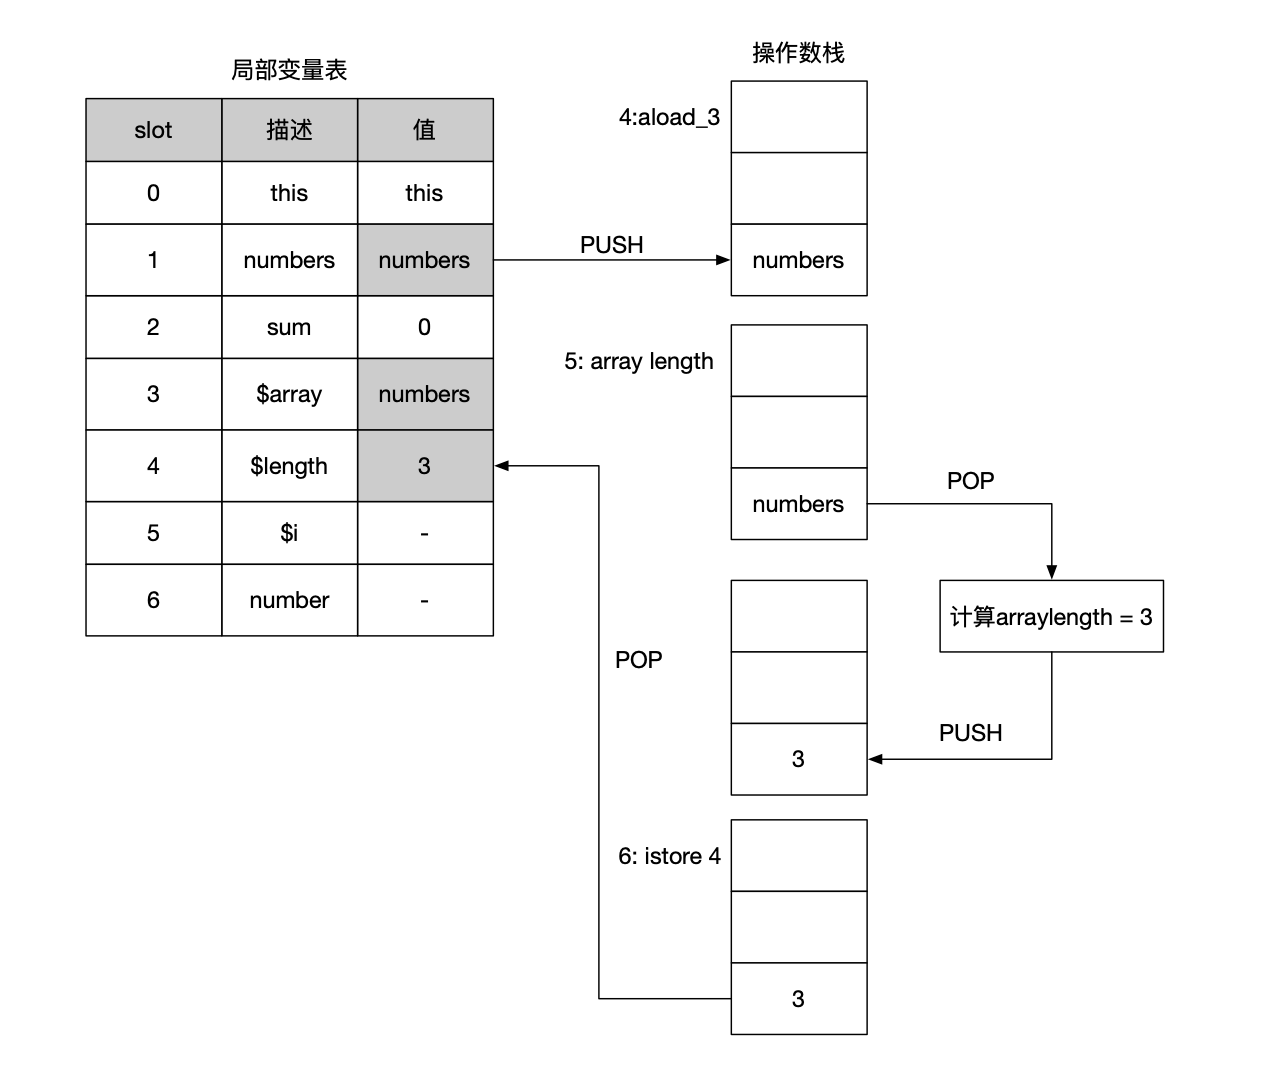 局部变量表
slot 描述 值
0 this this
1 numbers numbers
2 sum 0
3 $array numbers
4 $length 3
5 $i -
6 number -
操作数栈
4:aload_3
PUSH
numbers
5: array length
numbers
POP
计算arraylength = 3
PUSH
3
POP
6: istore 4
3